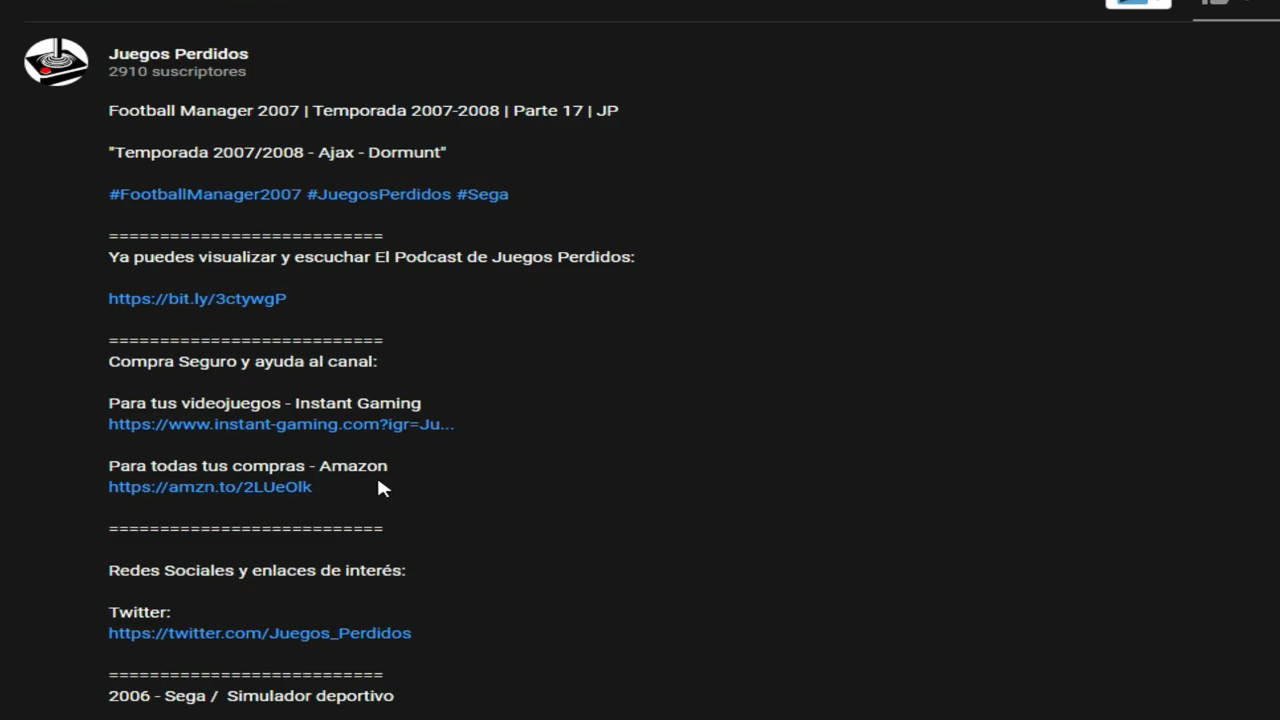 Juegos Perdidos
2910 suscriptores
Football Manager 2007 | Temporada 2007-2008 | Parte 17 | JP
"Temporada 2007/2008 - Ajax - Dormunt"
#FootballManager2007 #JuegosPerdidos #Sega
===========================
Ya puedes visualizar y escuchar El Podcast de Juegos Perdidos:
https://bit.ly/3ctywgP
===========================
Compra Seguro y ayuda al canal:
Para tus videojuegos - Instant Gaming
https://www.instant-gaming.com?igr=Ju...
Para todas tus compras - Amazon
https://amzn.to/2LUeOlk
===========================
Redes Sociales y enlaces de interés:
Twitter:
https://twitter.com/Juegos_Perdidos
===========================
2006 - Sega /  Simulador deportivo